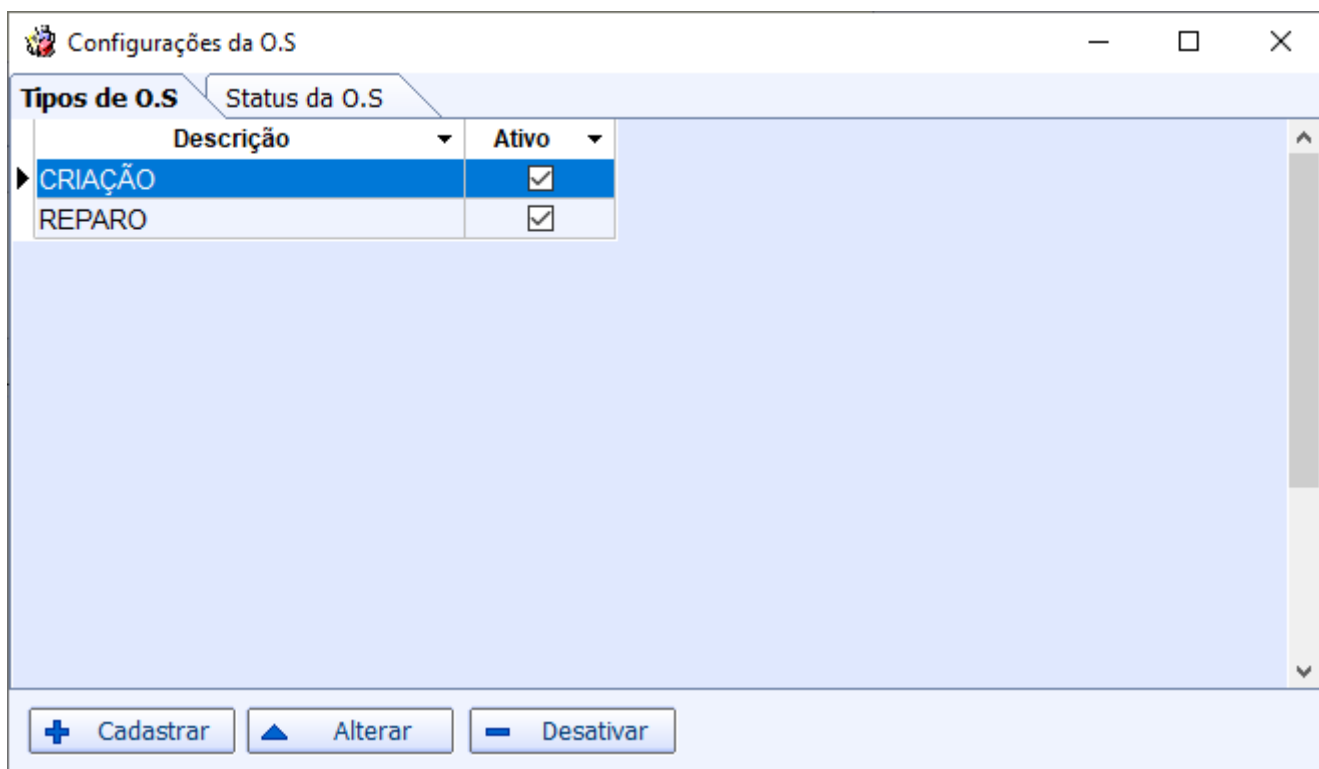 Configurações da O.S
Tipos de O.S Status da O.S
Descrição Ativo
CRIAÇÃO
REPARO
Cadastrar Alterar Desativar